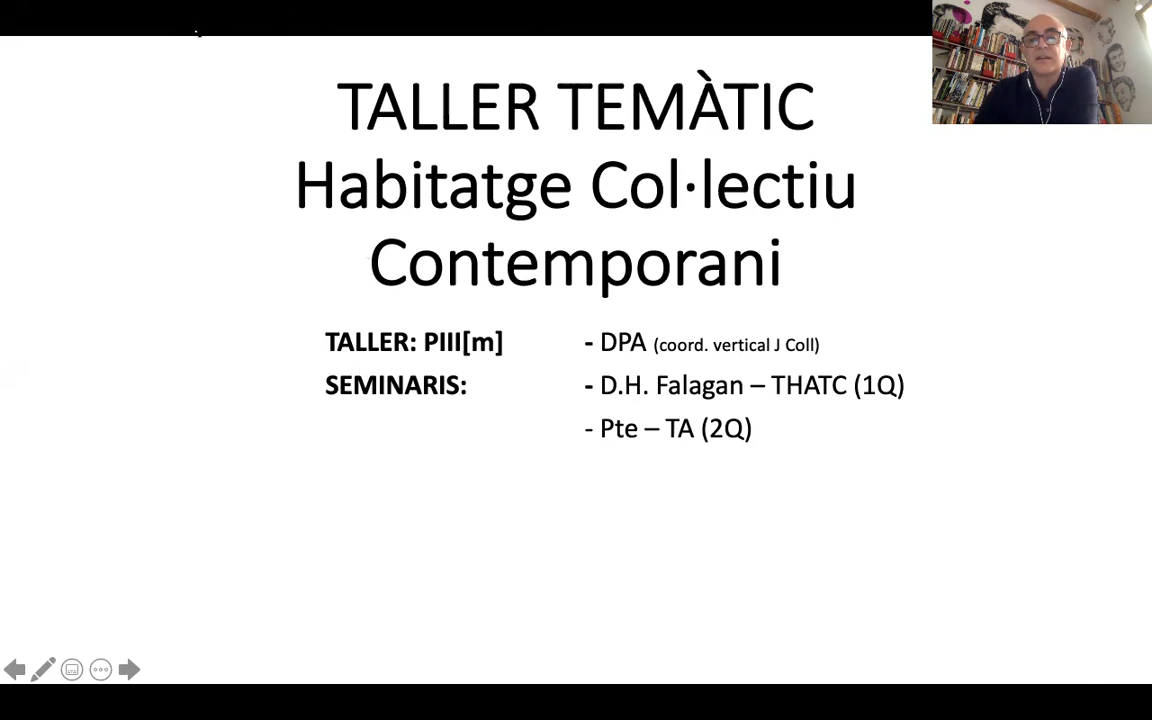 TALLER TEMÀTIC
Habitatge Col·lectiu
Contemporani
TALLER: PIII[m] - DPA (coord. vertical J Coll)
SEMINARIS: - D.H. Falagan – THATC (1Q)
- Pte – TA (2Q)